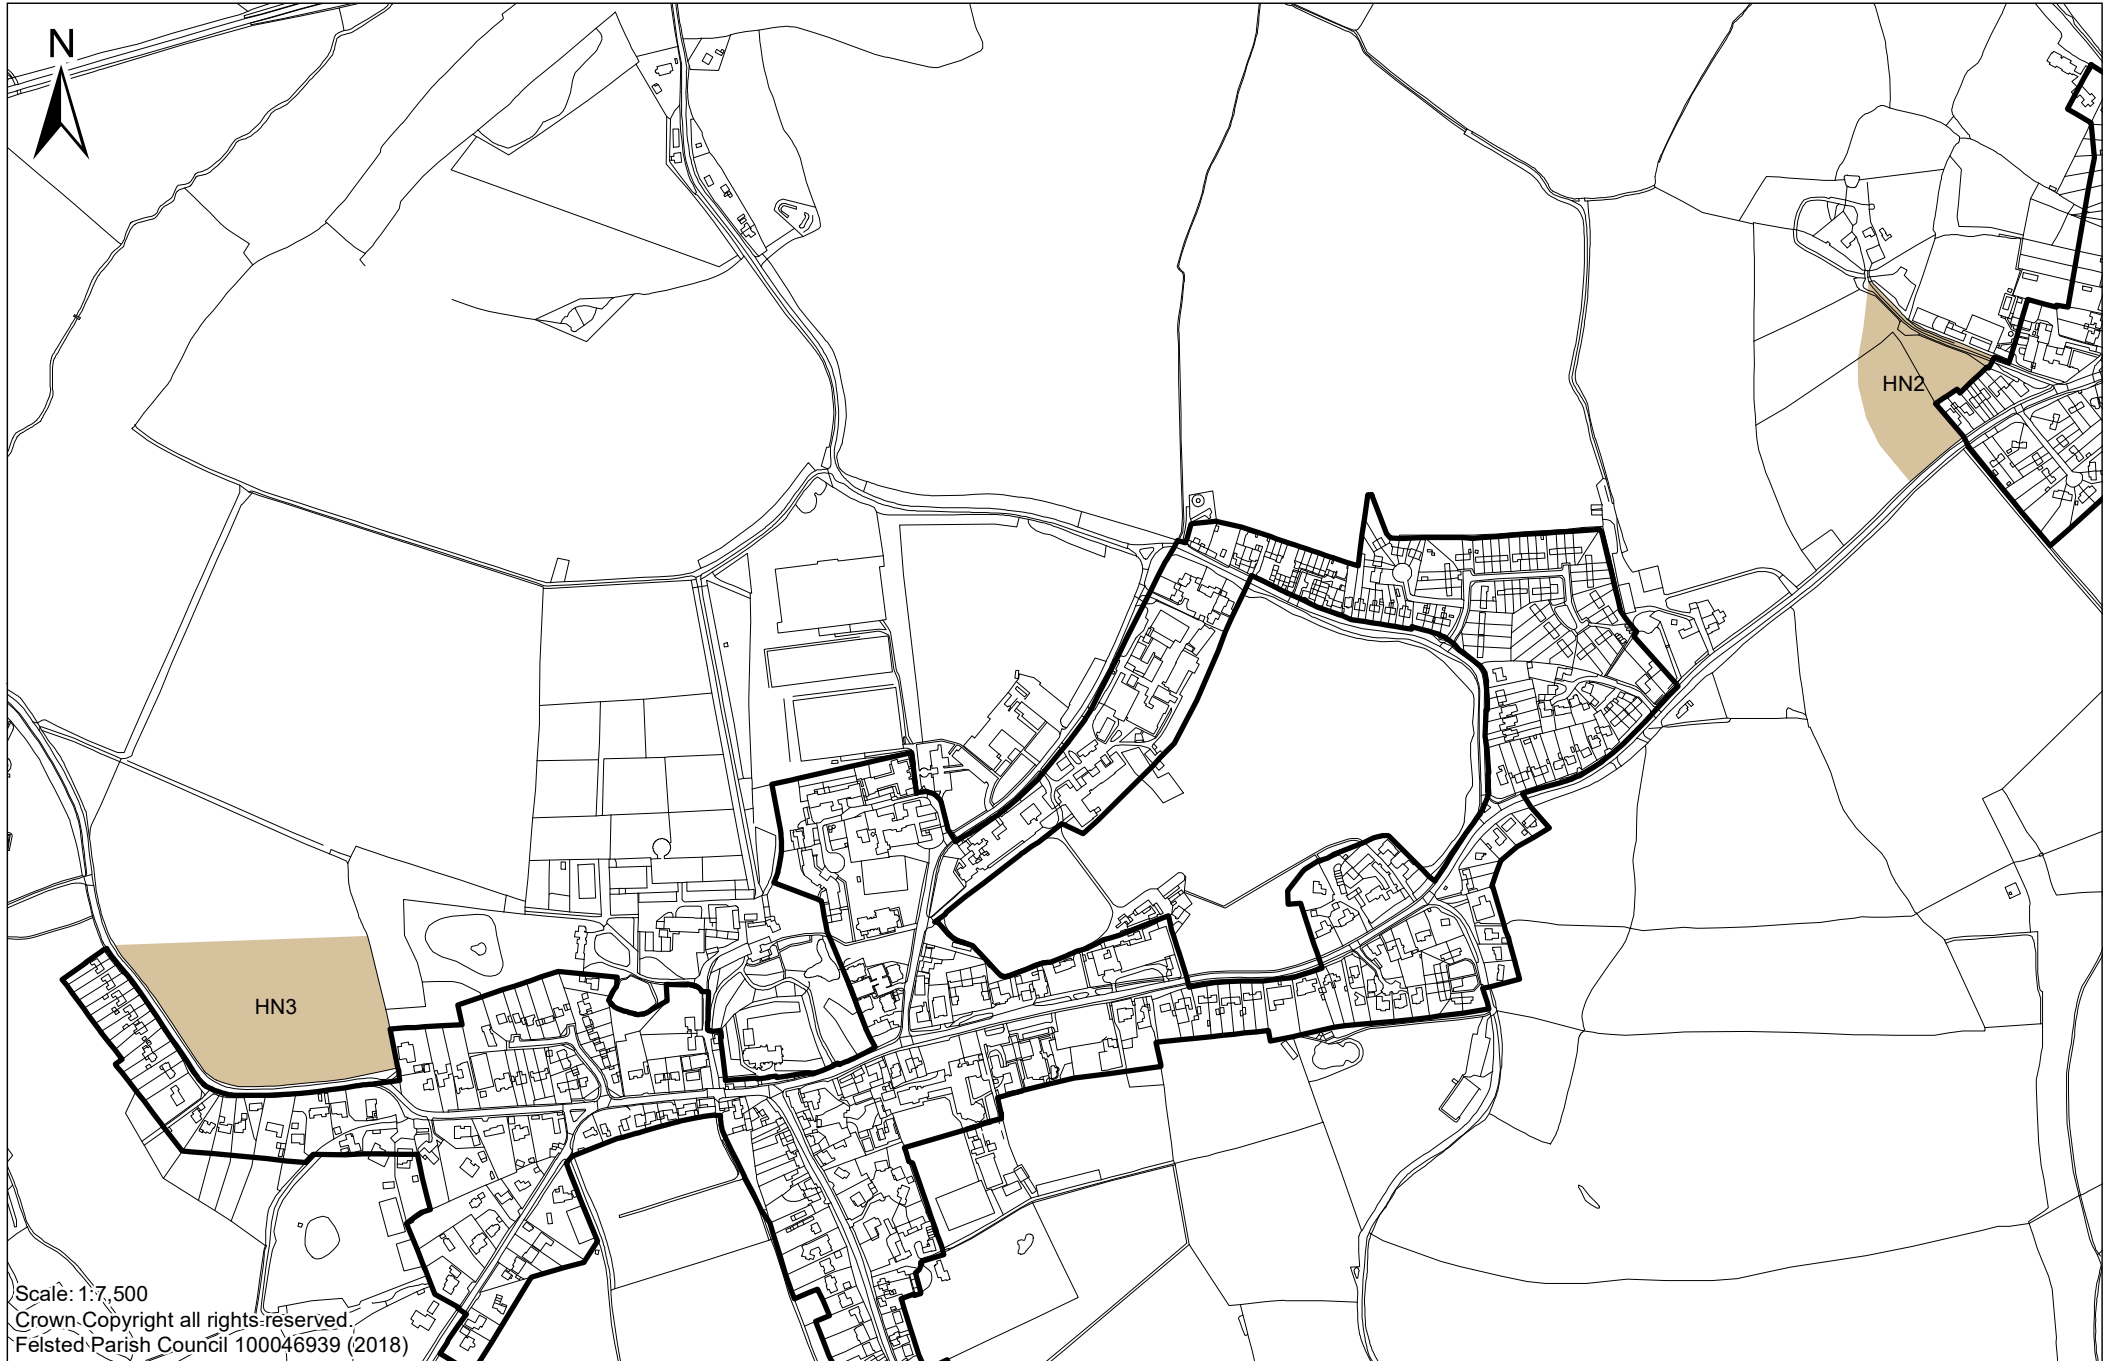 N
HN2
HN3
Scale: 1:7,500
Crown Copyright all rights reserved.
Felsted Parish Council 100046939 (2018)